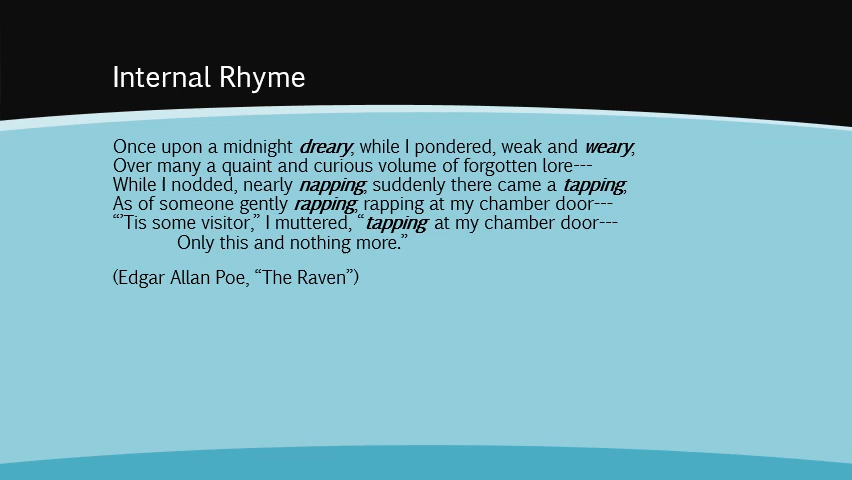 Internal Rhyme
Once upon a midnight dreary, while I pondered, weak and weary,
Over many a quaint and curious volume of forgotten lore---
While I nodded, nearly napping, suddenly there came a tapping,
As of someone gently rapping, rapping at my chamber door---
“’Tis some visitor,” I muttered, “tapping at my chamber door---
Only this and nothing more.”
(Edgar Allan Poe, “The Raven”)